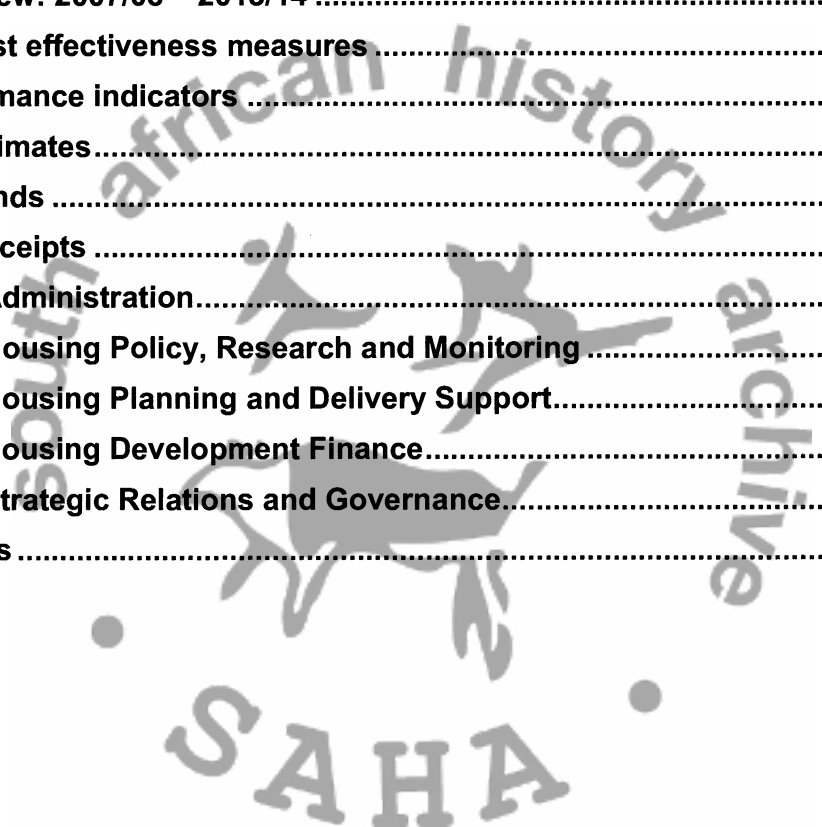 st effectiveness measures
mance indicators
imates
nds
ceipts
Administration
ousing Policy, Research and Monitoring
ousing Planning and Delivery Support
ousing Development Finance
trategic Relations and Governance
s
south african history archive
SAHA